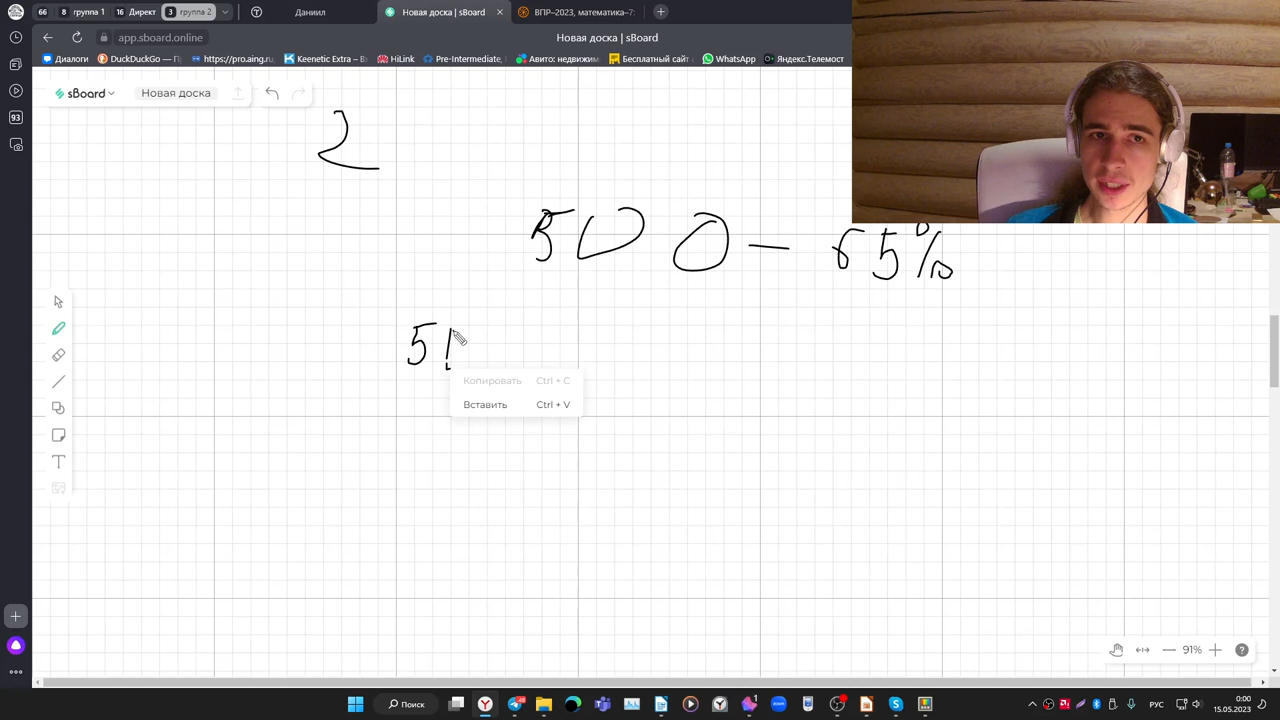 66
8 группа 1
16 Директ
3 группа 2
Даниил
Новая доска | sBoard
ВПР–2023, математика–7:
app.sboard.online
Новая доска | sBoard
Диалоги
DuckDuckGo — П
https://pro.aing.ru,
Keenetic Extra – В
HiLink
Pre-Intermediate,
Авито: недвижим
Бесплатный сайт
WhatsApp
Яндекс.Телемост
93
sBoard
Новая доска
2
500 — 65%
5
Копировать Ctrl + C
Вставить Ctrl + V
91%
Поиск
РУС
0:00
15.05.2023